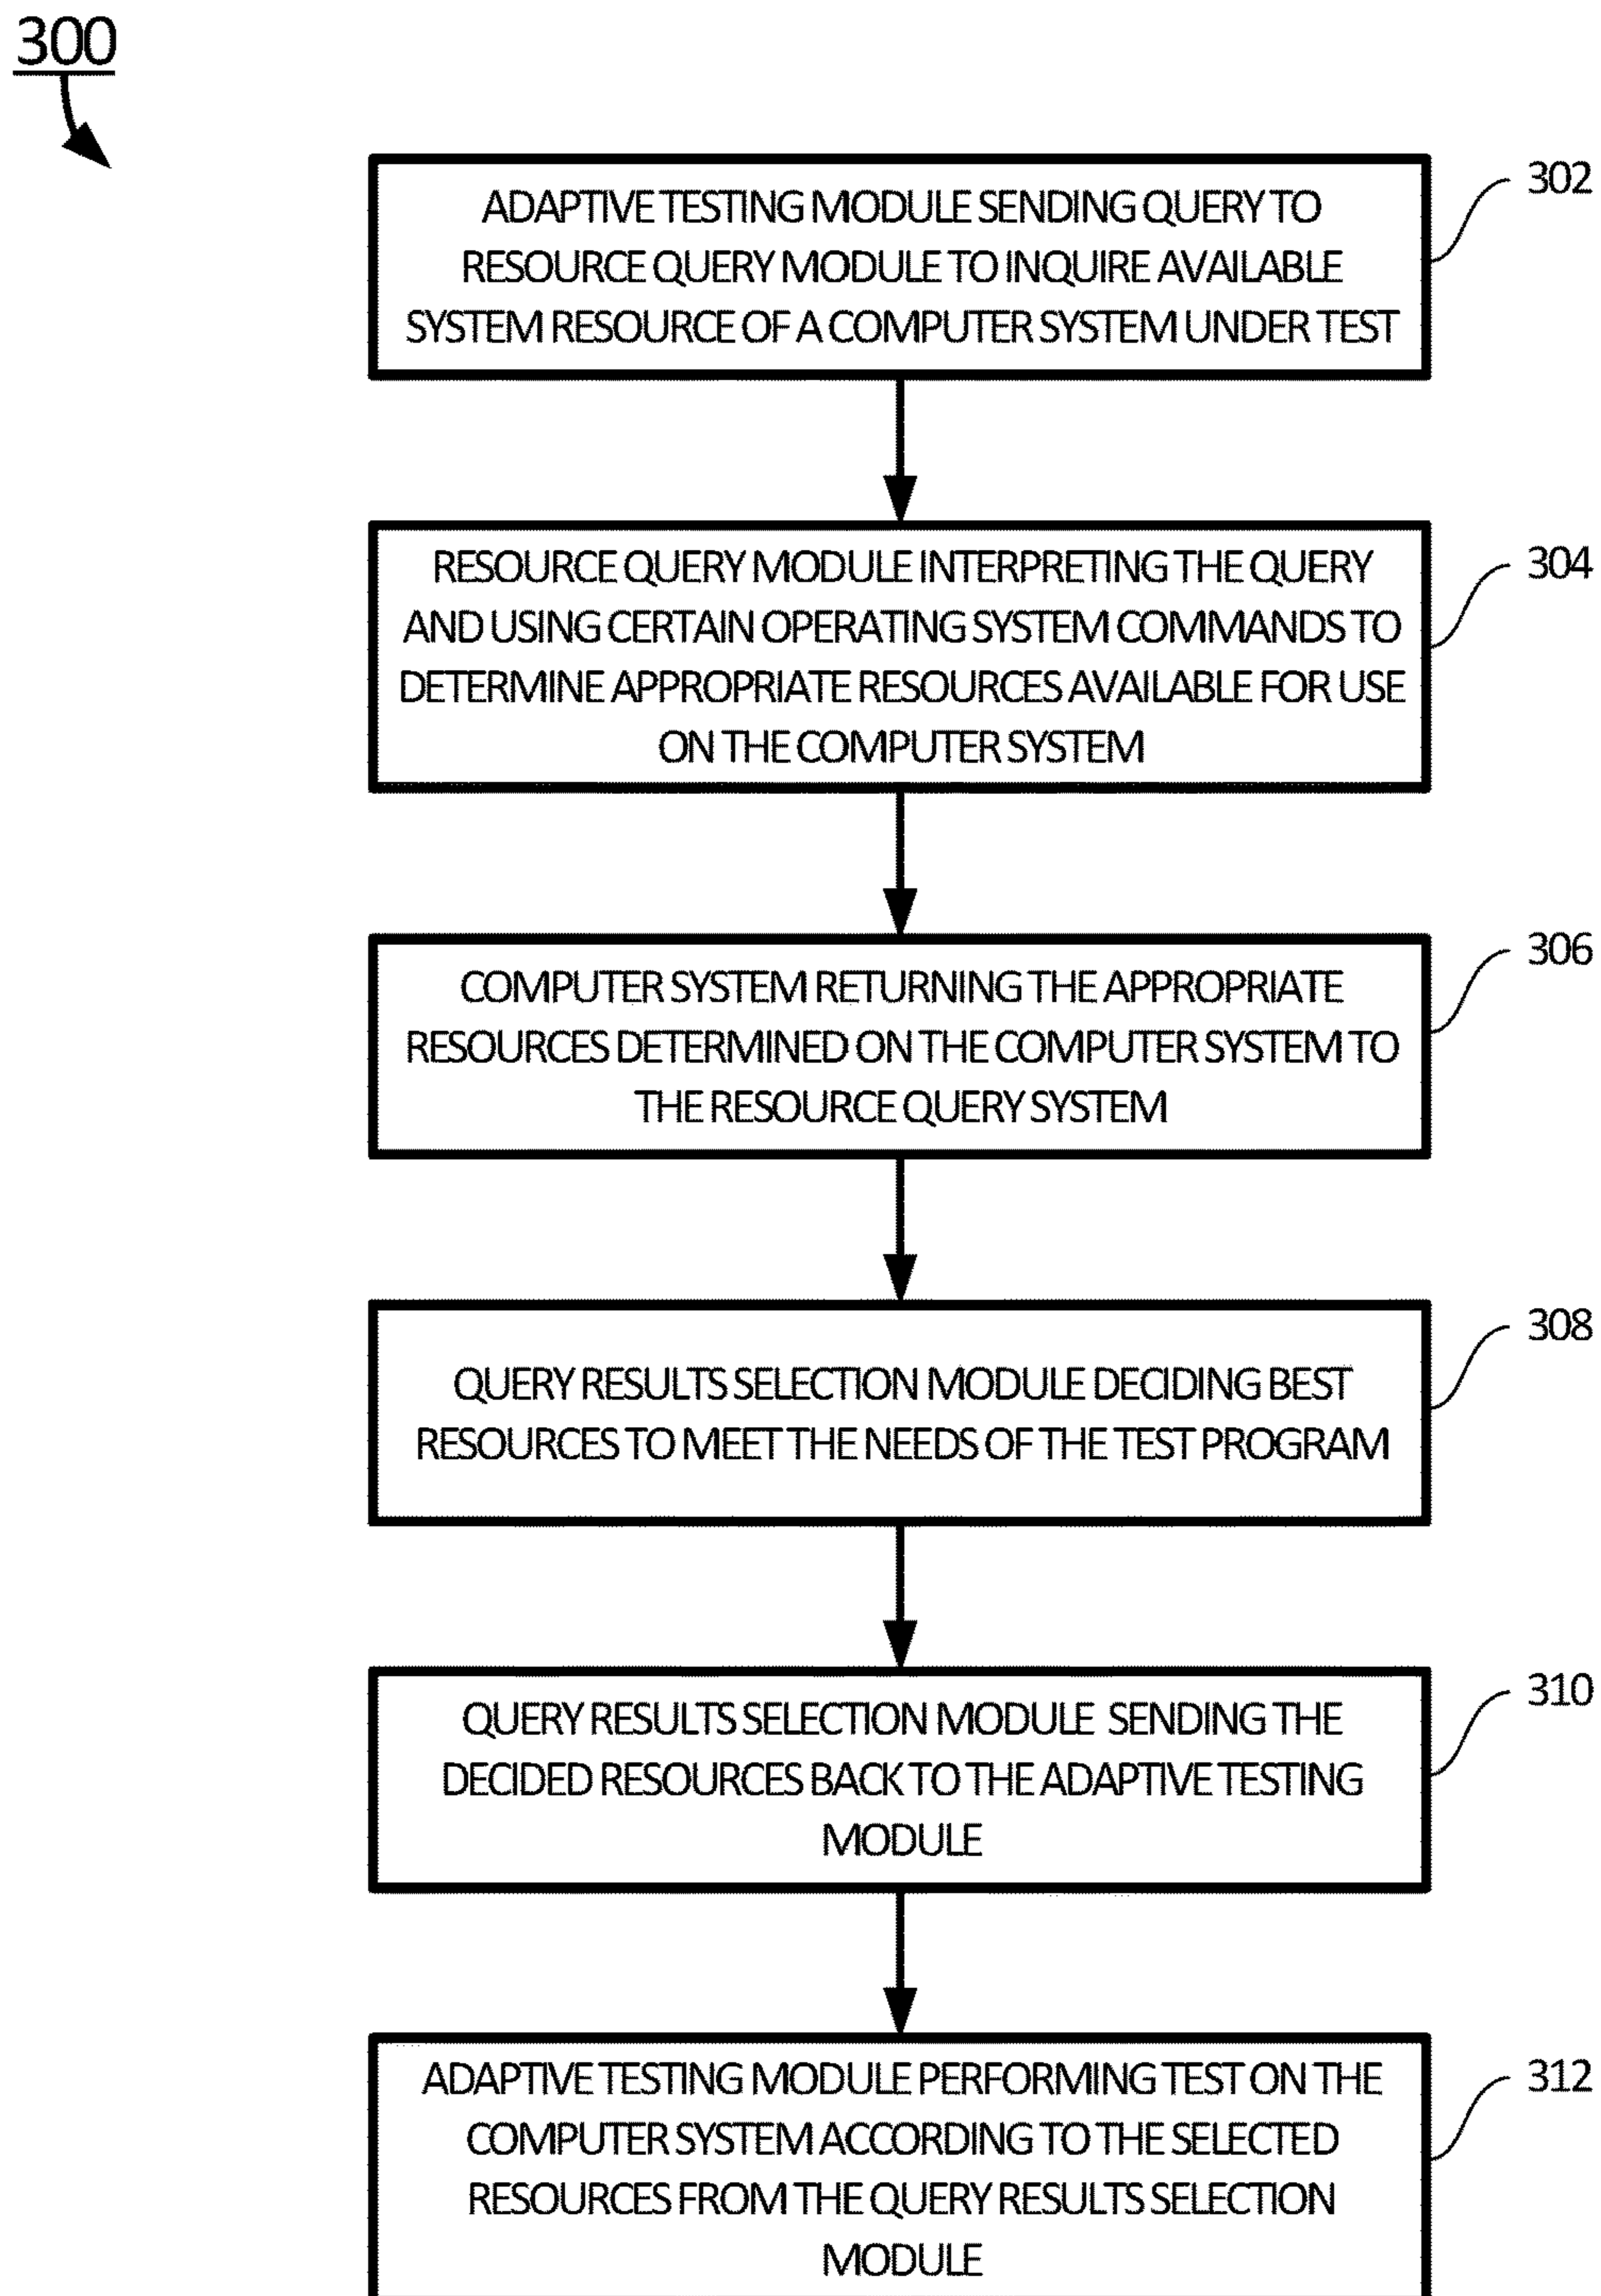 300
ADAPTIVE TESTING MODULE SENDING QUERY TO
RESOURCE QUERY MODULE TO INQUIRE AVAILABLE
SYSTEM RESOURCE OF A COMPUTER SYSTEM UNDER TEST
302
RESOURCE QUERY MODULE INTERPRETING THE QUERY
AND USING CERTAIN OPERATING SYSTEM COMMANDS TO
DETERMINE APPROPRIATE RESOURCES AVAILABLE FOR USE
ON THE COMPUTER SYSTEM
304
COMPUTER SYSTEM RETURNING THE APPROPRIATE
RESOURCES DETERMINED ON THE COMPUTER SYSTEM TO
THE RESOURCE QUERY SYSTEM
306
QUERY RESULTS SELECTION MODULE DECIDING BEST
RESOURCES TO MEET THE NEEDS OF THE TEST PROGRAM
308
QUERY RESULTS SELECTION MODULE SENDING THE
DECIDED RESOURCES BACK TO THE ADAPTIVE TESTING
MODULE
310
ADAPTIVE TESTING MODULE PERFORMING TEST ON THE
COMPUTER SYSTEM ACCORDING TO THE SELECTED
RESOURCES FROM THE QUERY RESULTS SELECTION
MODULE
312